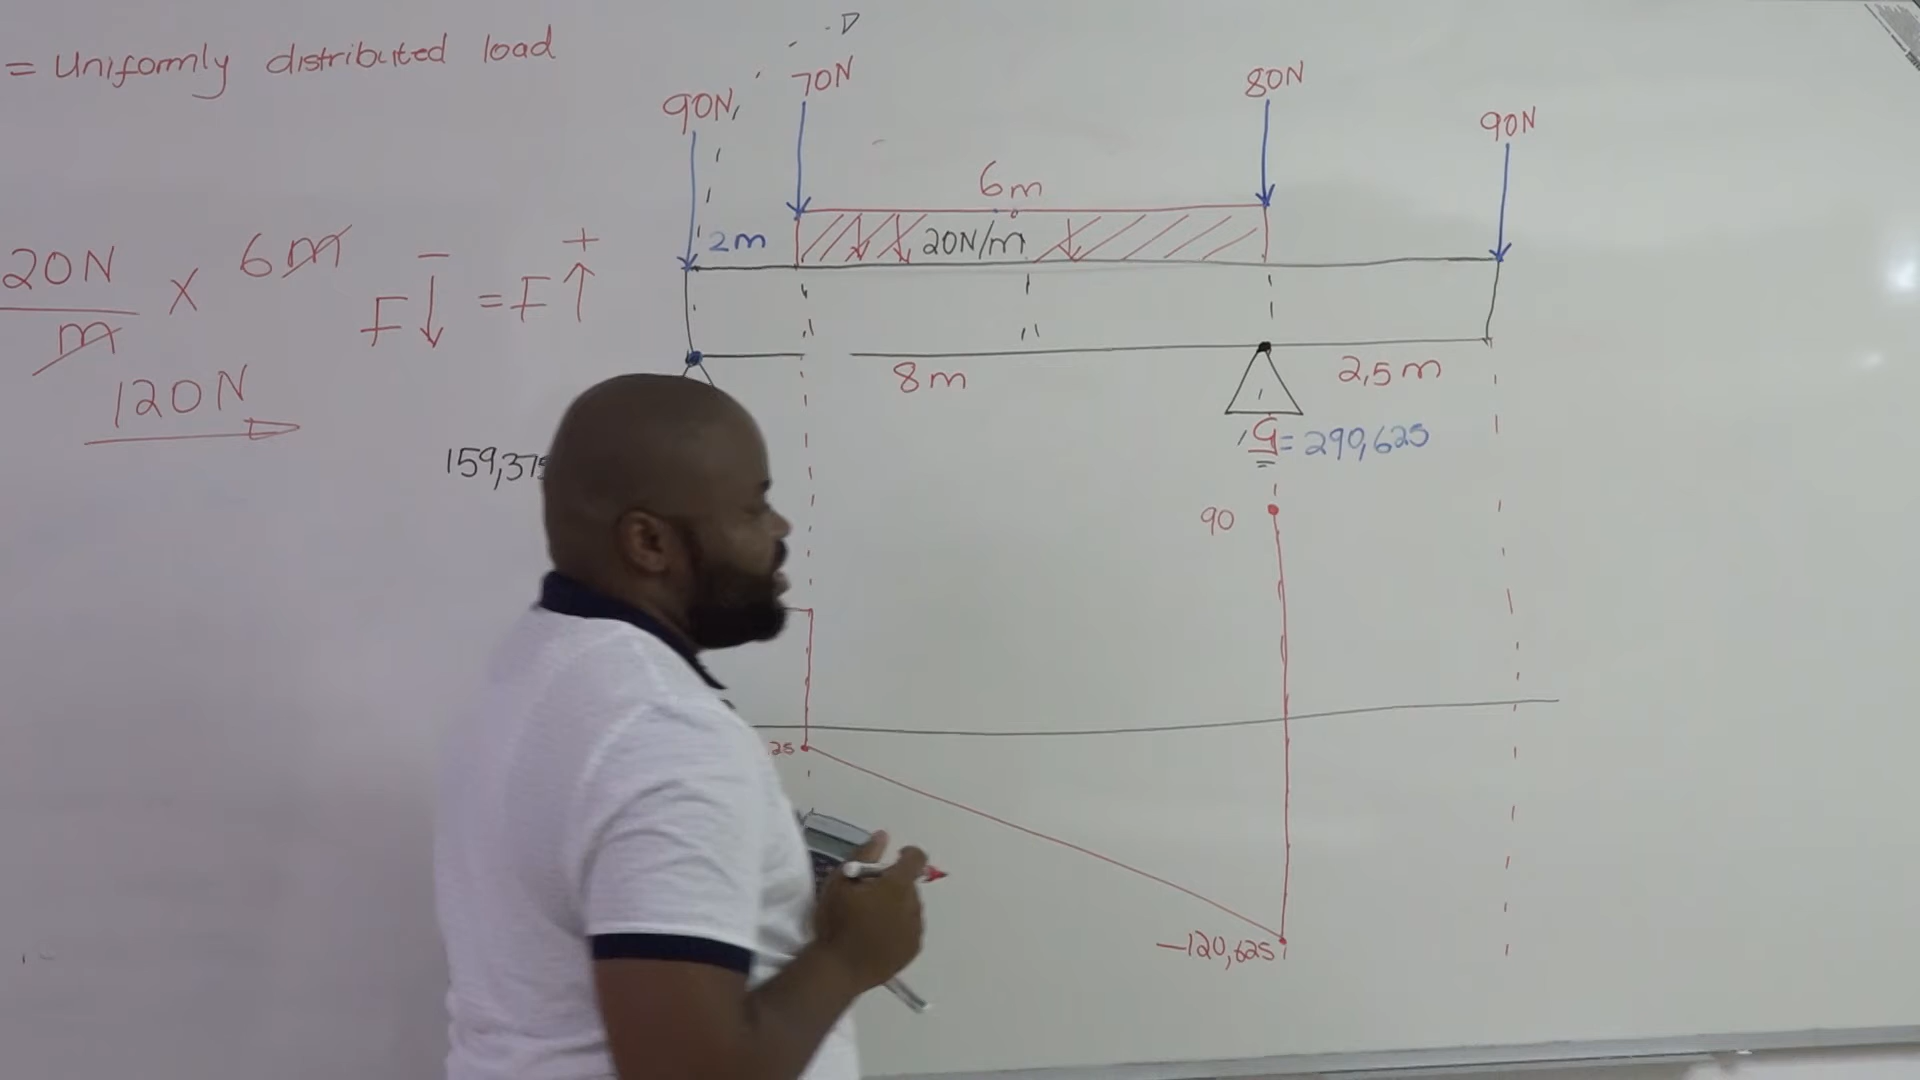 = Uniformly distributed load
90N
70N
80N
90N
6m
2m
20N/m
20N
m
× 6m
F↓ = F↑
− +
120N
8m
2,5m
159,375
G = 290,625
90
25
−120,625